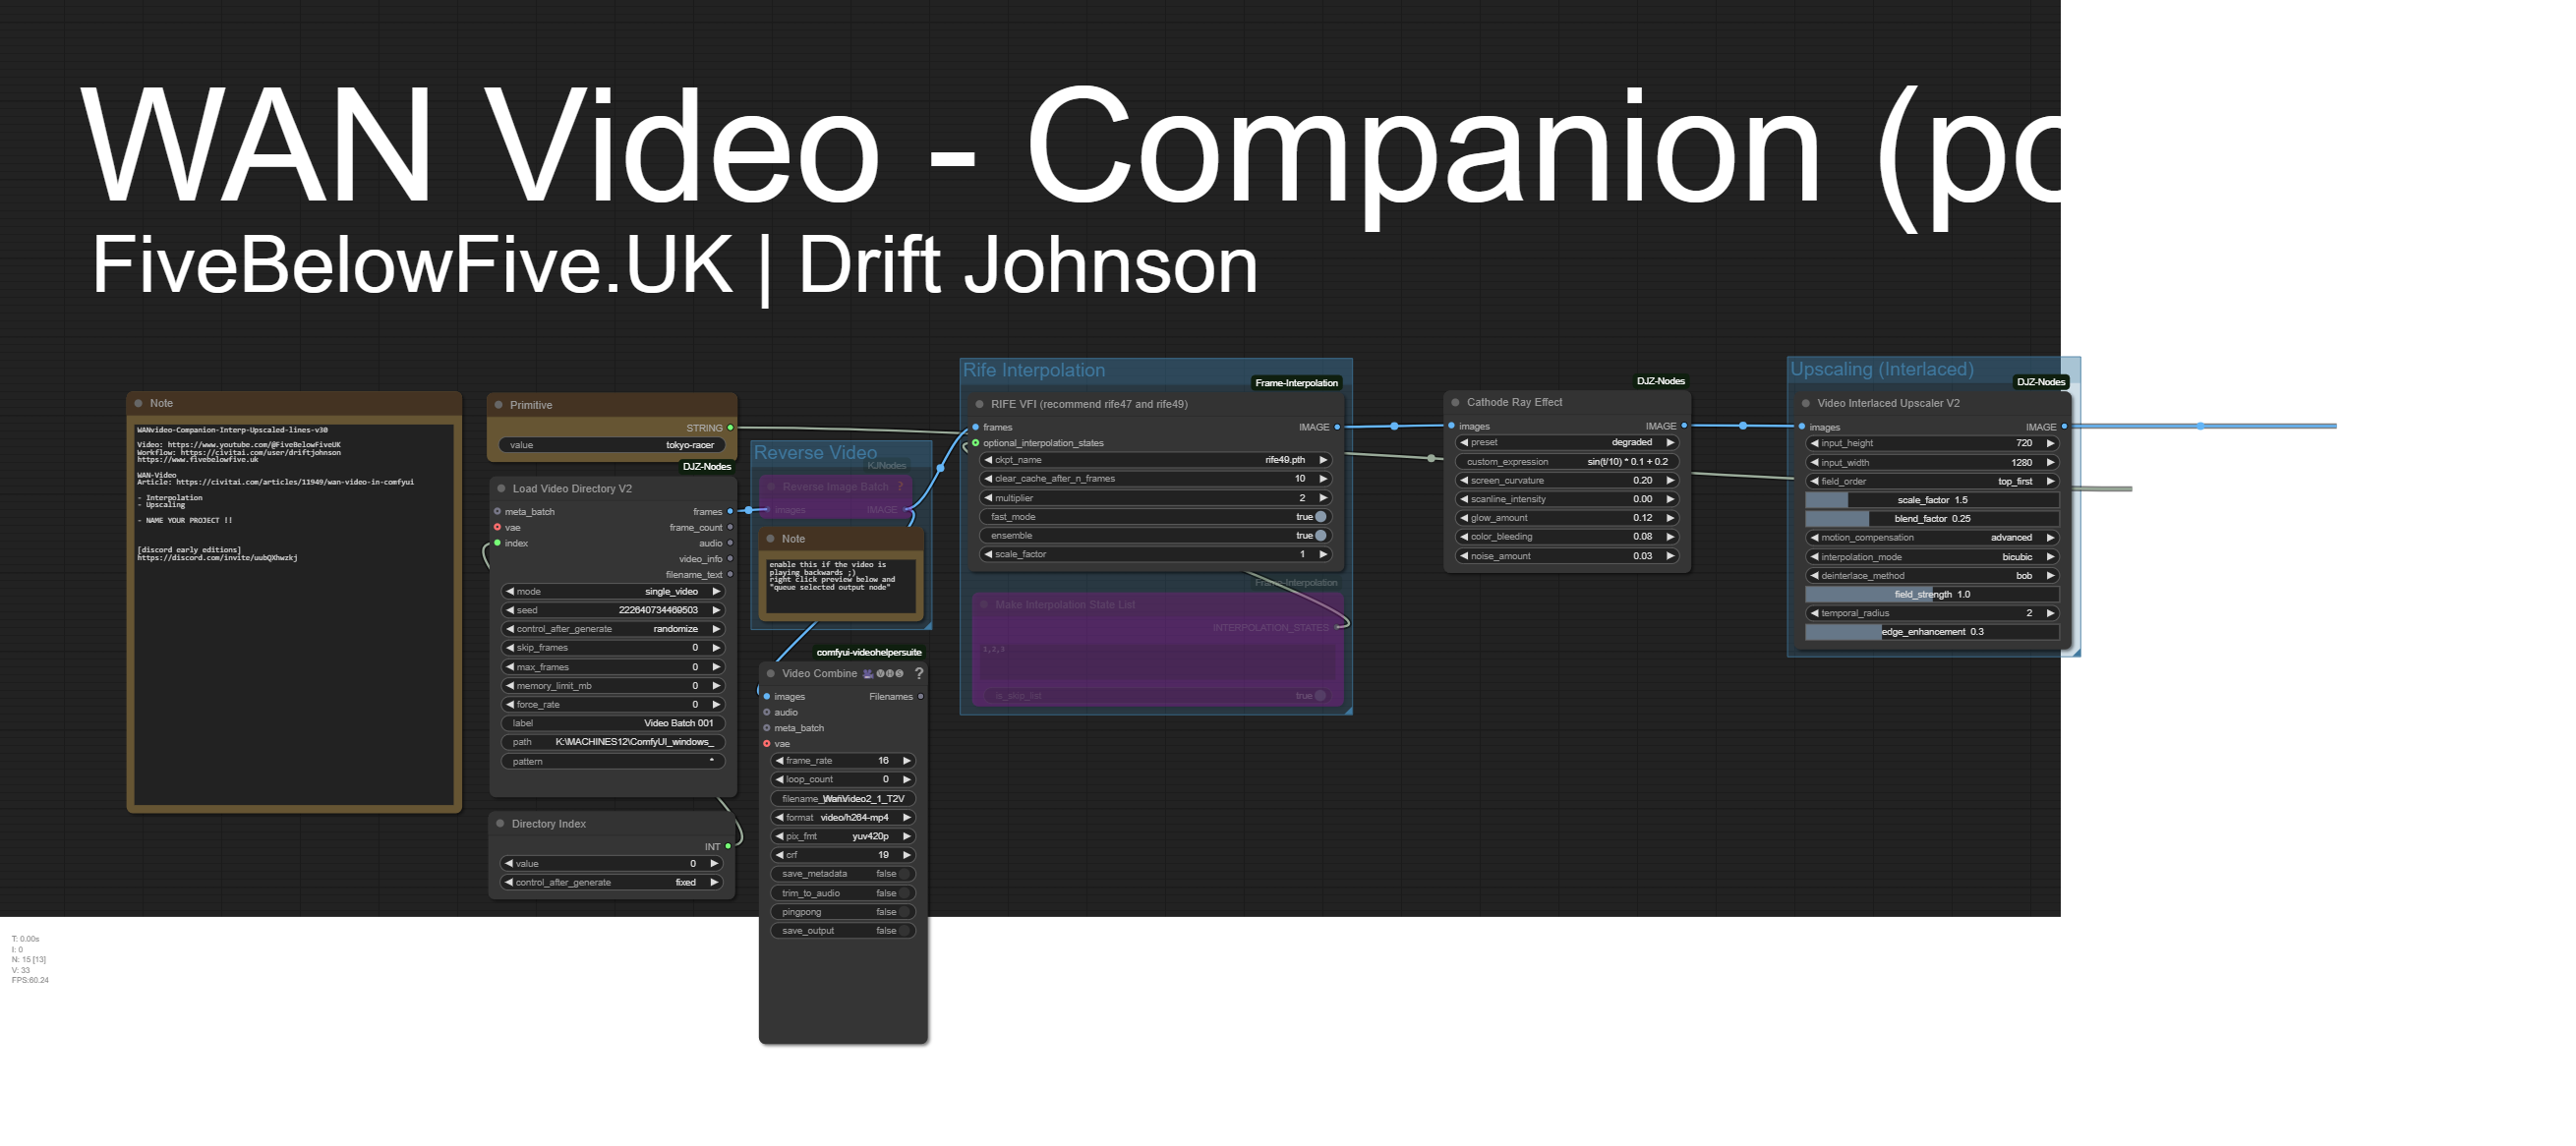 WAN Video - Companion (po
FiveBelowFive.UK | Drift Johnson
Note
WANvideo-Companion-Interp-Upscaled-lines-v30
Video: https://www.youtube.com/@FiveBelowFiveUK
Workflow: https://civitai.com/user/driftjohnson
https://www.fivebelowfive.uk
WAN-Video
Article: https://civitai.com/articles/11949/wan-video-in-comfyui
- Interpolation
- Upscaling
- NAME YOUR PROJECT !!
[discord early editions]
https://discord.com/invite/uubQXhwzkj
Primitive
STRING
value tokyo-racer
DJZ-Nodes
Load Video Directory V2
meta_batch frames
vae frame_count
index audio
video_info
filename_text
mode single_video
seed 222640734469503
control_after_generate randomize
skip_frames 0
max_frames 0
memory_limit_mb 0
force_rate 0
label Video Batch 001
path K:\MACHINES12\ComfyUI_windows_
pattern *
Directory Index
INT
value 0
control_after_generate fixed
Reverse Video
KJNodes
Reverse Image Batch ?
images IMAGE
Note
enable this if the video is
playing backwards ;)
right click preview below and
"queue selected output node"
comfyui-videohelpersuite
Video Combine 🎥🅥🅗🅢 ?
images Filenames
audio
meta_batch
vae
frame_rate 16
loop_count 0
filename_ WanVideo2_1_T2V
format video/h264-mp4
pix_fmt yuv420p
crf 19
save_metadata false
trim_to_audio false
pingpong false
save_output false
Rife Interpolation
Frame-Interpolation
RIFE VFI (recommend rife47 and rife49)
frames IMAGE
optional_interpolation_states
ckpt_name rife49.pth
clear_cache_after_n_frames 10
multiplier 2
fast_mode true
ensemble true
scale_factor 1
Frame-Interpolation
Make Interpolation State List
INTERPOLATION_STATES
1,2,3
is_skip_list true
DJZ-Nodes
Cathode Ray Effect
images IMAGE
preset degraded
custom_expression sin(t/10) * 0.1 + 0.2
screen_curvature 0.20
scanline_intensity 0.00
glow_amount 0.12
color_bleeding 0.08
noise_amount 0.03
Upscaling (Interlaced)
DJZ-Nodes
Video Interlaced Upscaler V2
images IMAGE
input_height 720
input_width 1280
field_order top_first
scale_factor 1.5
blend_factor 0.25
motion_compensation advanced
interpolation_mode bicubic
deinterlace_method bob
field_strength 1.0
temporal_radius 2
edge_enhancement 0.3
T: 0.00s
I: 0
N: 15 [13]
V: 33
FPS:60.24